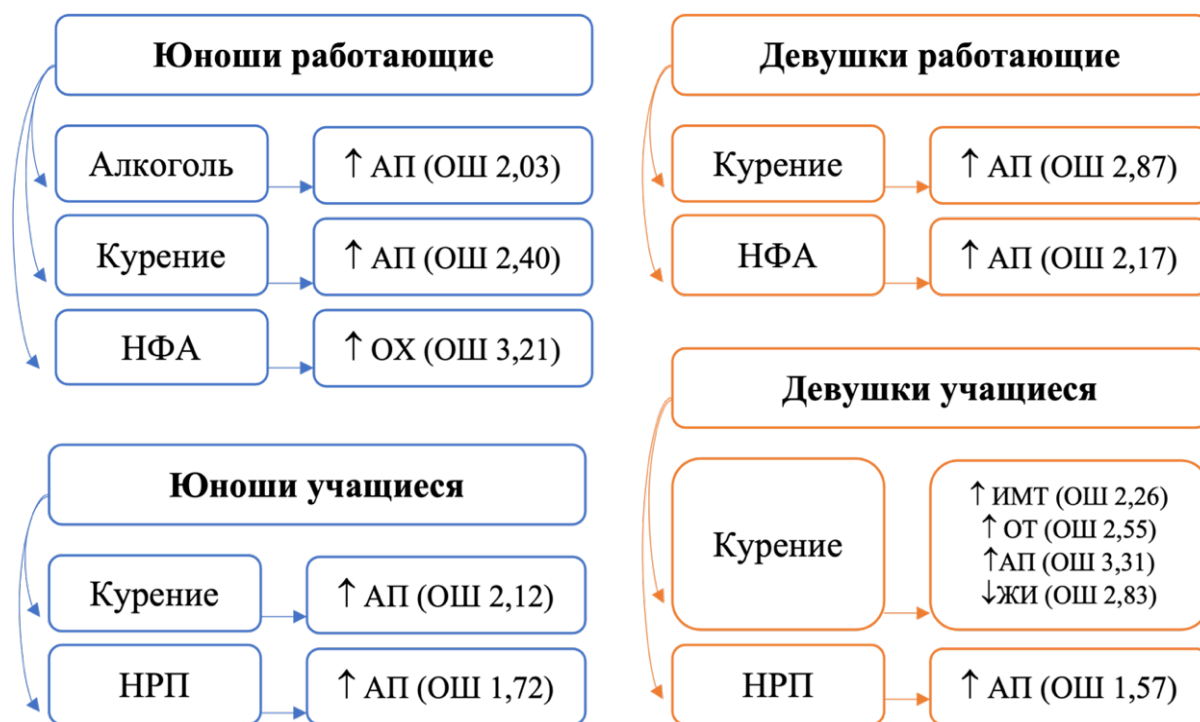 Юноши работающие
Алкоголь
↑ АП (ОШ 2,03)
Курение
↑ АП (ОШ 2,40)
НФА
↑ ОХ (ОШ 3,21)
Юноши учащиеся
Курение
↑ АП (ОШ 2,12)
НРП
↑ АП (ОШ 1,72)
Девушки работающие
Курение
↑ АП (ОШ 2,87)
НФА
↑ АП (ОШ 2,17)
Девушки учащиеся
Курение
↑ ИМТ (ОШ 2,26)
↑ ОТ (ОШ 2,55)
↑АП (ОШ 3,31)
↓ЖИ (ОШ 2,83)
НРП
↑ АП (ОШ 1,57)